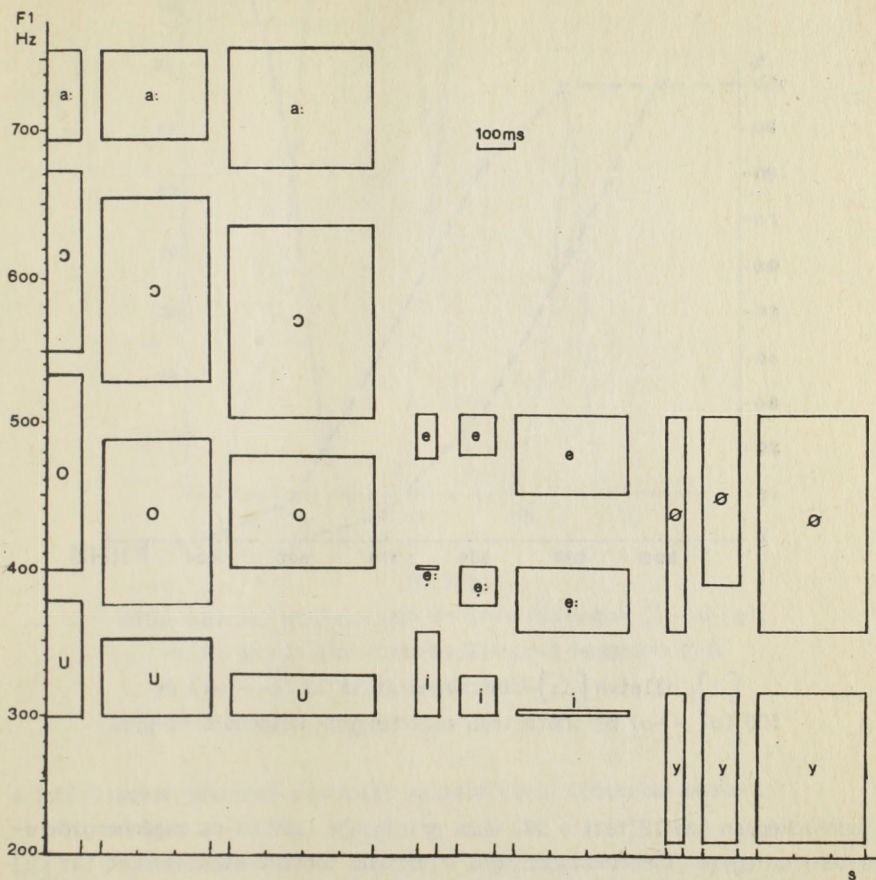 F1
Hz
a: a: a:
100ms
700
ɔ ɔ ɔ
600
500
e e e
o o o
ø ø ø
400
ẹ: ẹ: ẹ:
u u u
i i i
300
y y y
200
s